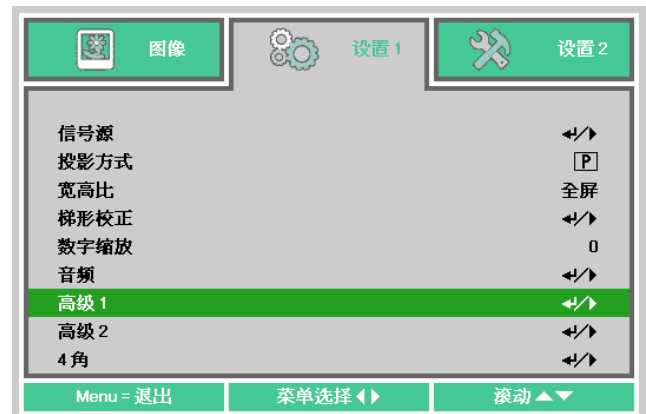 图像 设置 1 设置 2
信号源
投影方式 P
宽高比 全屏
梯形校正
数字缩放 0
音频
高级 1
高级 2
4 角
Menu = 退出 菜单选择 滚动